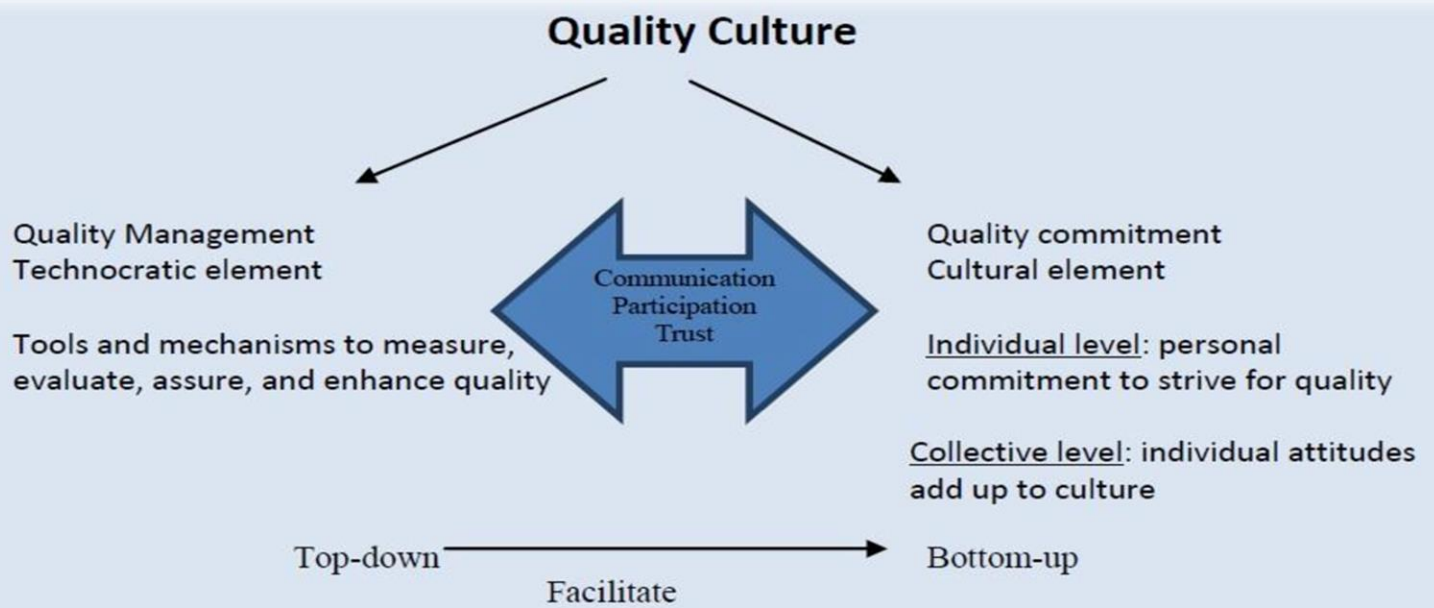 Quality Culture
Quality Management
Technocratic element
Tools and mechanisms to measure,
evaluate, assure, and enhance quality
Communication
Participation
Trust
Quality commitment
Cultural element
Individual level: personal
commitment to strive for quality
Collective level: individual attitudes
add up to culture
Top-down
Facilitate
Bottom-up